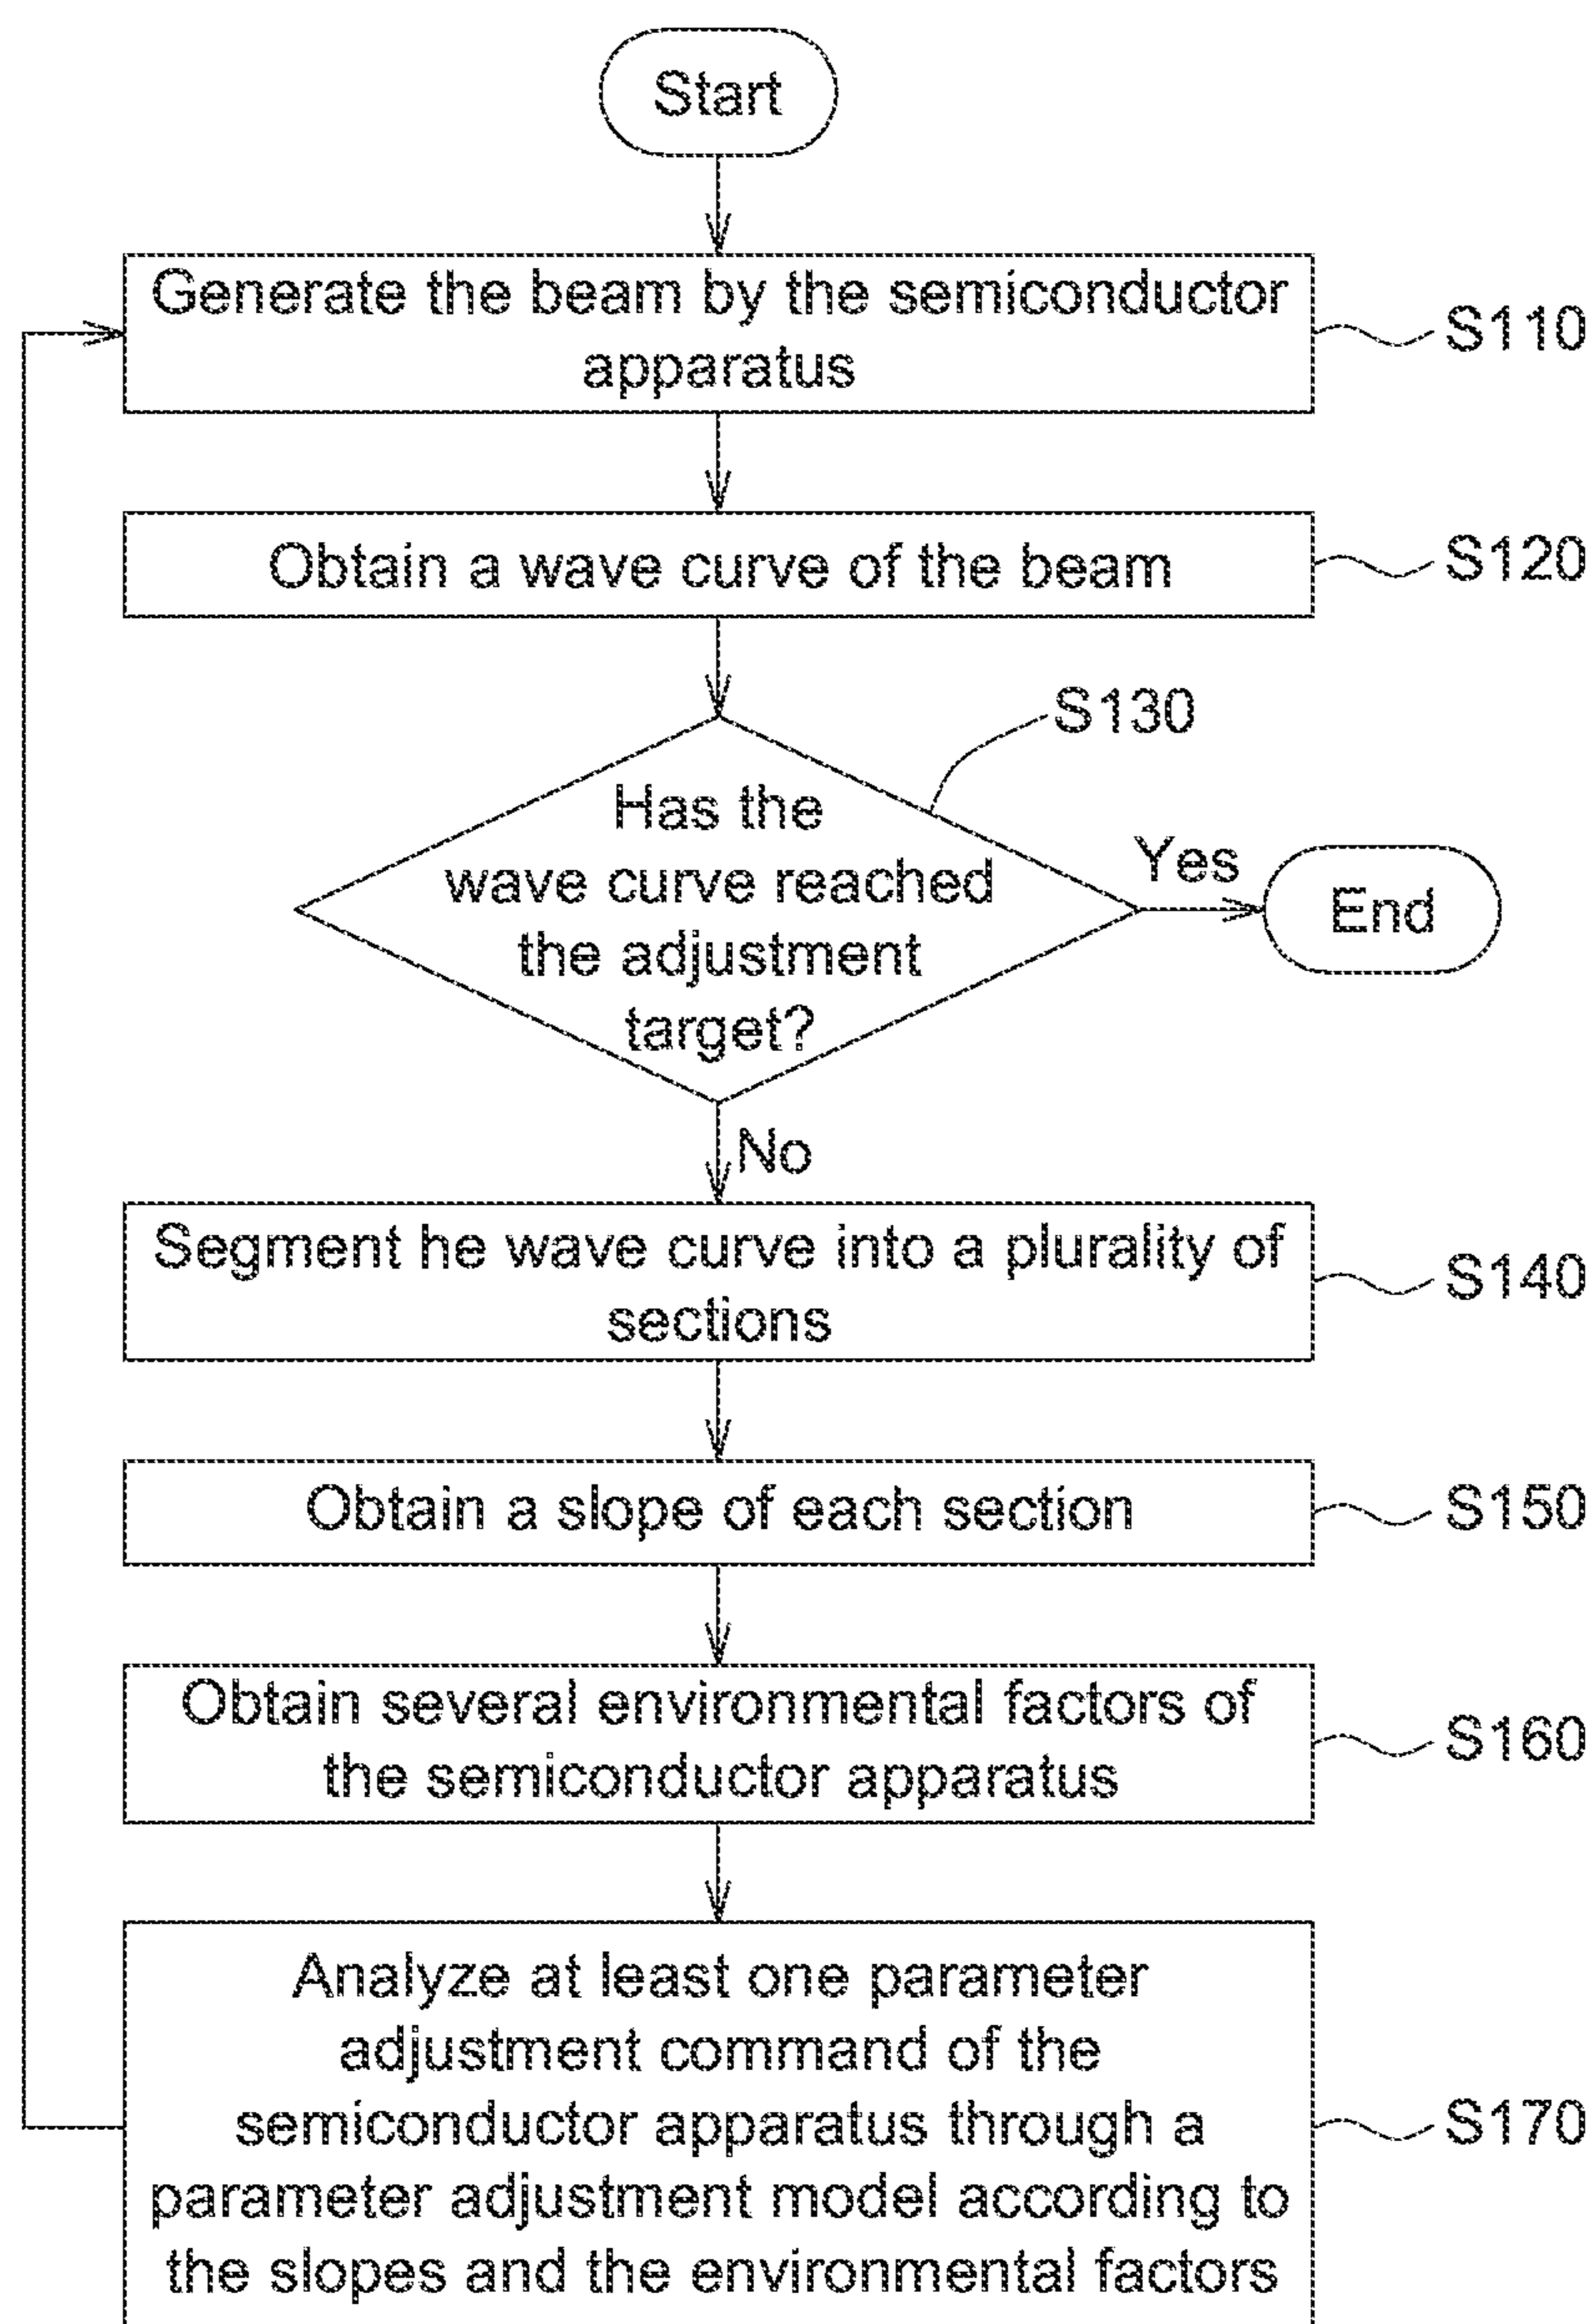 Start
Generate the beam by the semiconductor
apparatus
S110
Obtain a wave curve of the beam
S120
S130
Has the
wave curve reached
the adjustment
target?
Yes
End
No
Segment he wave curve into a plurality of
sections
S140
Obtain a slope of each section
S150
Obtain several environmental factors of
the semiconductor apparatus
S160
Analyze at least one parameter
adjustment command of the
semiconductor apparatus through a
parameter adjustment model according to
the slopes and the environmental factors
S170